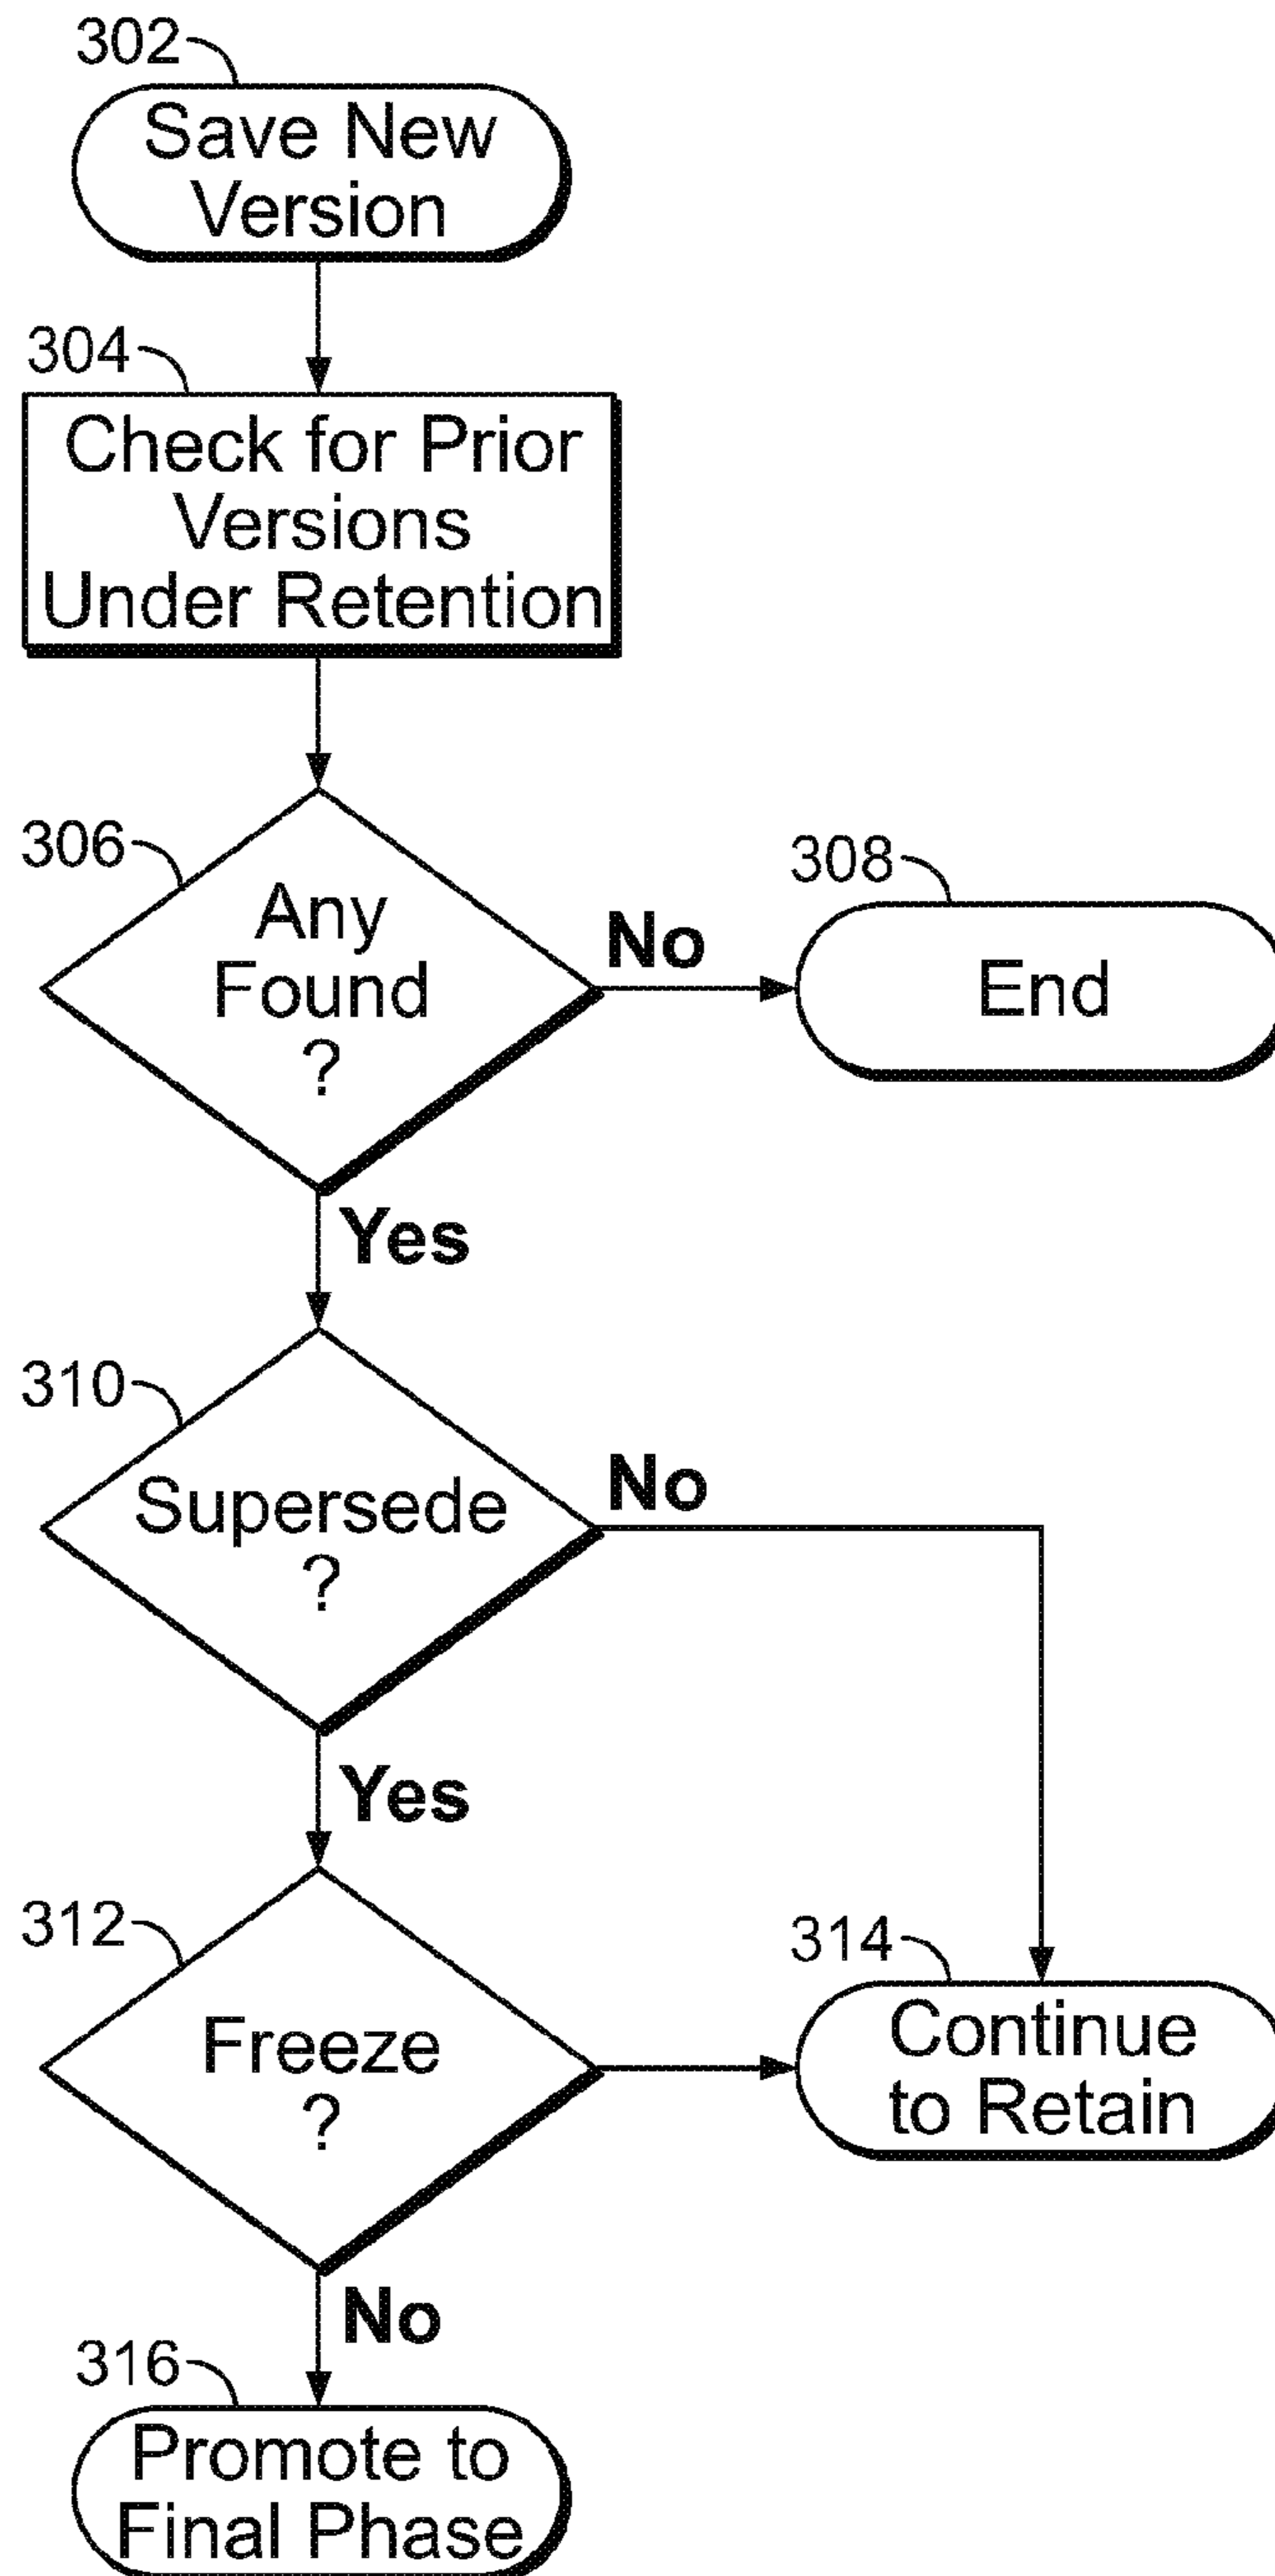 302
Save New
Version
304
Check for Prior
Versions
Under Retention
306
Any
Found
?
No
308
End
Yes
310
Supersede
?
No
Yes
312
Freeze
?
314
Continue
to Retain
No
316
Promote to
Final Phase